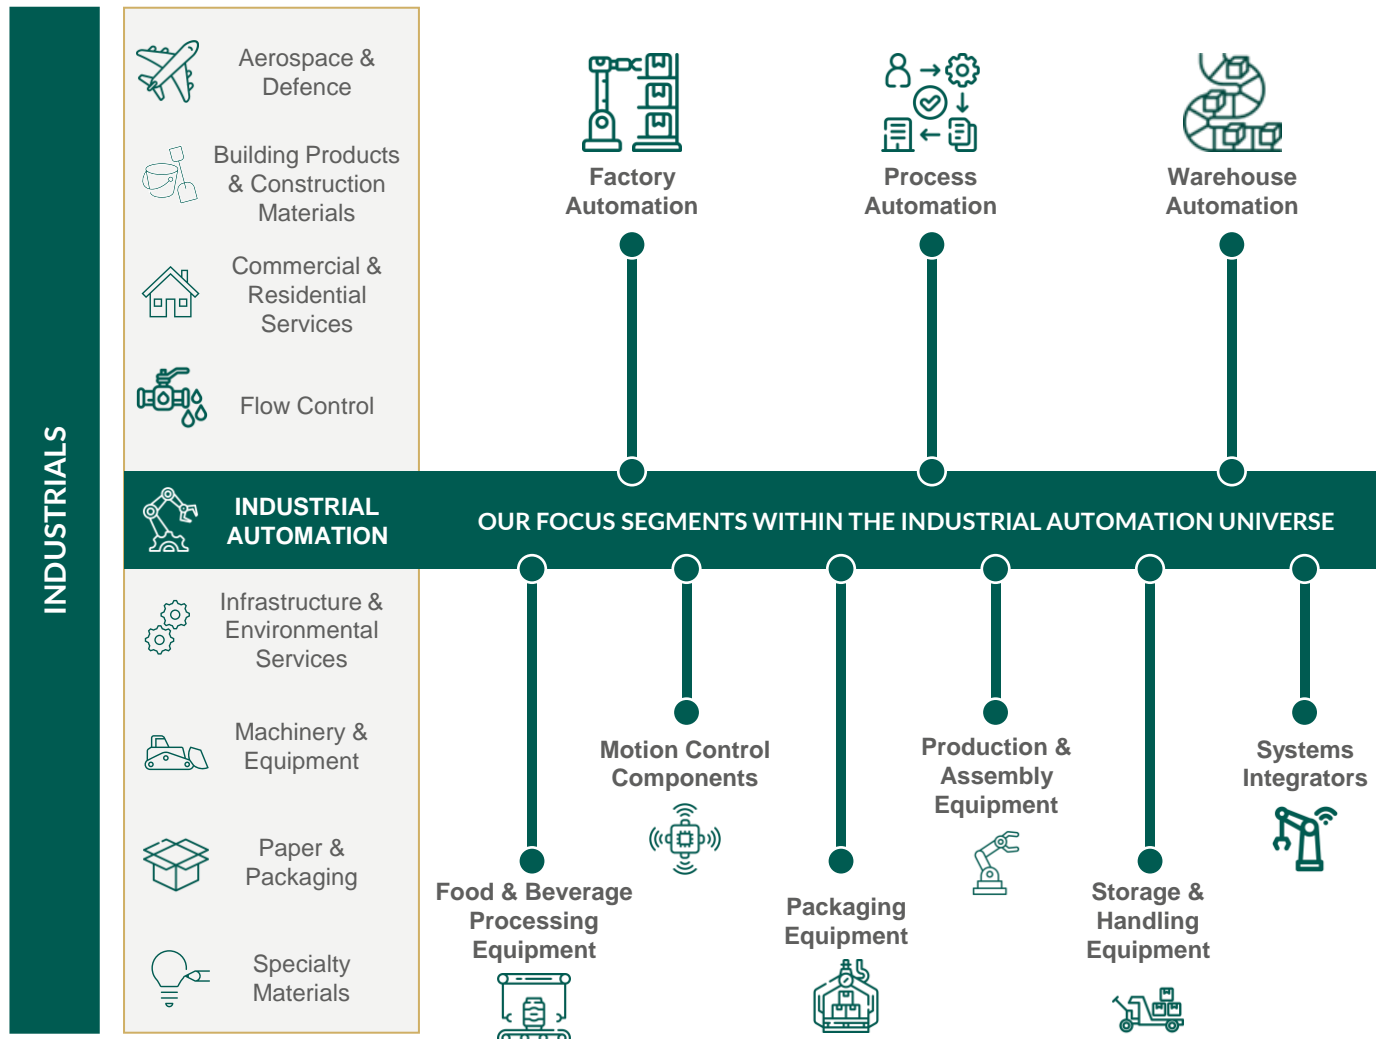 INDUSTRIALS
Aerospace &
Defence
Building Products
& Construction
Materials
Commercial &
Residential
Services
Flow Control
INDUSTRIAL
AUTOMATION
Infrastructure &
Environmental
Services
Machinery &
Equipment
Paper &
Packaging
Specialty
Materials
Factory
Automation
Process
Automation
Warehouse
Automation
OUR FOCUS SEGMENTS WITHIN THE INDUSTRIAL AUTOMATION UNIVERSE
Food & Beverage
Processing
Equipment
Motion Control
Components
Packaging
Equipment
Production &
Assembly
Equipment
Storage &
Handling
Equipment
Systems
Integrators